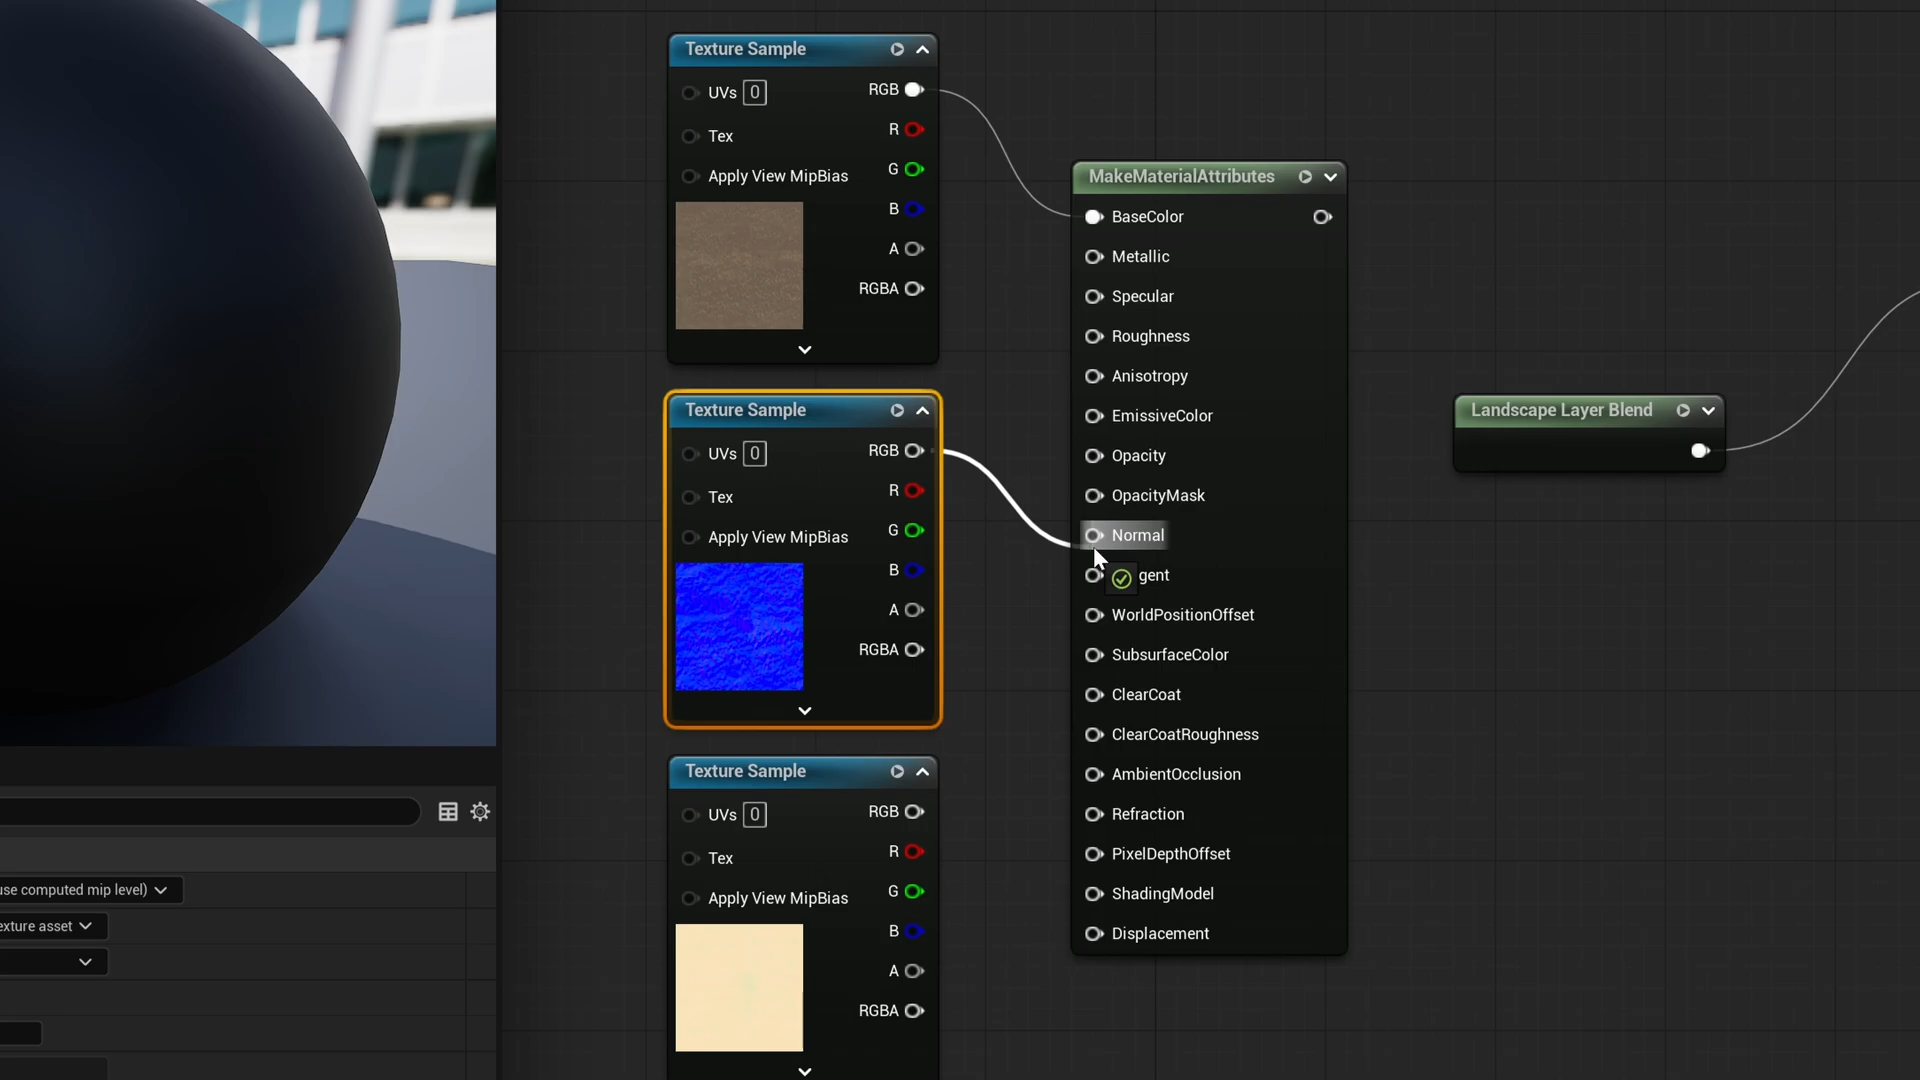 Texture Sample
UVs 0
RGB
Tex
R
Apply View MipBias
G
B
A
RGBA
Texture Sample
UVs 0
RGB
Tex
R
Apply View MipBias
G
B
A
RGBA
Texture Sample
UVs 0
RGB
Tex
R
Apply View MipBias
G
B
A
RGBA
MakeMaterialAttributes
BaseColor
Metallic
Specular
Roughness
Anisotropy
EmissiveColor
Opacity
OpacityMask
Normal
gent
WorldPositionOffset
SubsurfaceColor
ClearCoat
ClearCoatRoughness
AmbientOcclusion
Refraction
PixelDepthOffset
ShadingModel
Displacement
Landscape Layer Blend
use computed mip level)
exture asset